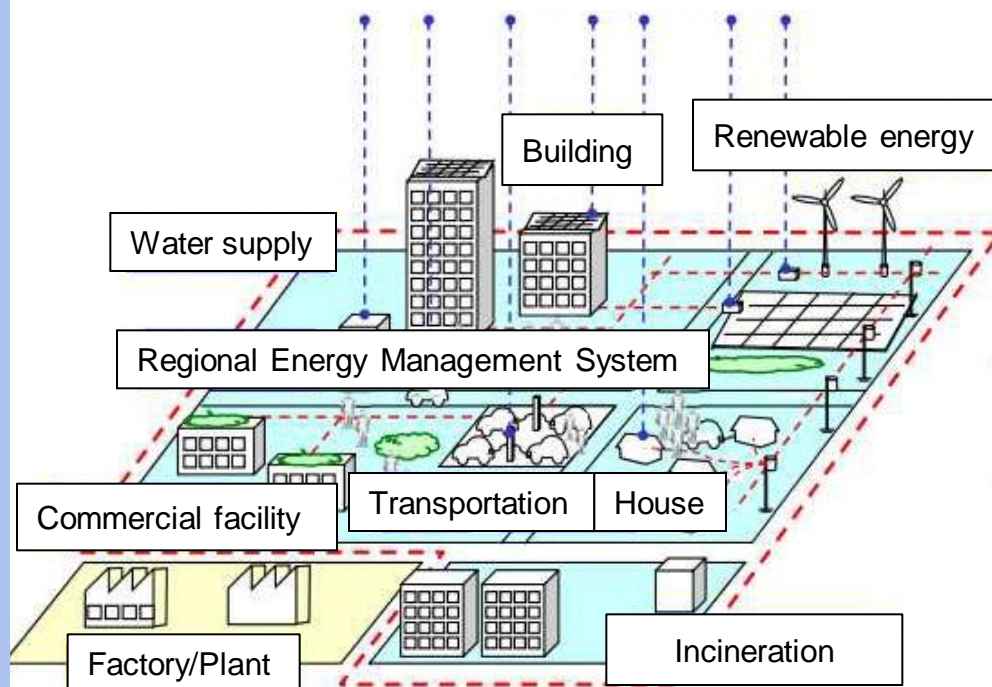 Building
Renewable energy
Water supply
Regional Energy Management System
Commercial facility
Transportation
House
Factory/Plant
Incineration